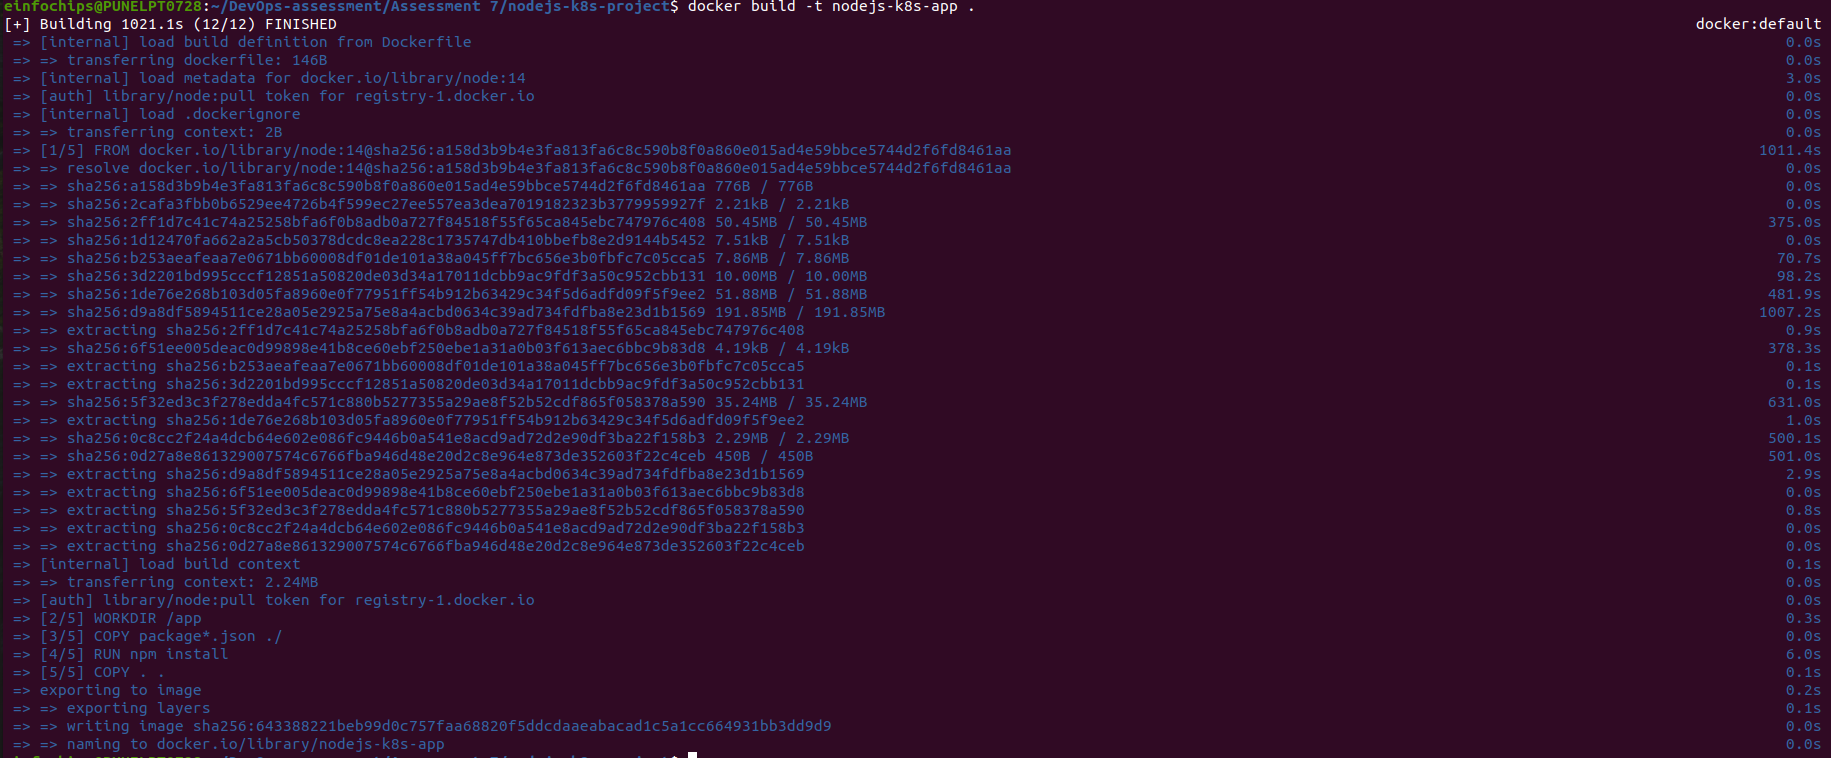 einfochips@PUNELPT0728:~/DevOps-assessment/Assessment 7/nodejs-k8s-project$ docker build -t nodejs-k8s-app .
[+] Building 1021.1s (12/12) FINISHED docker:default
=> [internal] load build definition from Dockerfile 0.0s
=> => transferring dockerfile: 146B 0.0s
=> [internal] load metadata for docker.io/library/node:14 3.0s
=> [auth] library/node:pull token for registry-1.docker.io 0.0s
=> [internal] load .dockerignore 0.0s
=> => transferring context: 2B 0.0s
=> [1/5] FROM docker.io/library/node:14@sha256:a158d3b9b4e3fa813fa6c8c590b8f0a860e015ad4e59bbce5744d2f6fd8461aa 1011.4s
=> => resolve docker.io/library/node:14@sha256:a158d3b9b4e3fa813fa6c8c590b8f0a860e015ad4e59bbce5744d2f6fd8461aa 0.0s
=> => sha256:a158d3b9b4e3fa813fa6c8c590b8f0a860e015ad4e59bbce5744d2f6fd8461aa 776B / 776B 0.0s
=> => sha256:2cafa3fbb0b6529ee4726b4f599ec27ee557ea3dea7019182323b3779959927f 2.21kB / 2.21kB 0.0s
=> => sha256:2ff1d7c41c74a25258bfa6f0b8adb0a727f84518f55f65ca845ebc747976c408 50.45MB / 50.45MB 375.0s
=> => sha256:1d12470fa662a2a5cb50378dcdc8ea228c1735747db410bbefb8e2d9144b5452 7.51kB / 7.51kB 0.0s
=> => sha256:b253aeafeaa7e0671bb60008df01de101a38a045ff7bc656e3b0fbfc7c05cca5 7.86MB / 7.86MB 70.7s
=> => sha256:3d2201bd995cccf12851a50820de03d34a17011dcbb9ac9fdf3a50c952cbb131 10.00MB / 10.00MB 98.2s
=> => sha256:1de76e268b103d05fa8960e0f77951ff54b912b63429c34f5d6adfd09f5f9ee2 51.88MB / 51.88MB 481.9s
=> => sha256:d9a8df5894511ce28a05e2925a75e8a4acbd0634c39ad734fdfba8e23d1b1569 191.85MB / 191.85MB 1007.2s
=> => extracting sha256:2ff1d7c41c74a25258bfa6f0b8adb0a727f84518f55f65ca845ebc747976c408 0.9s
=> => sha256:6f51ee005deac0d99898e41b8ce60ebf250ebe1a31a0b03f613aec6bbc9b83d8 4.19kB / 4.19kB 378.3s
=> => extracting sha256:b253aeafeaa7e0671bb60008df01de101a38a045ff7bc656e3b0fbfc7c05cca5 0.1s
=> => extracting sha256:3d2201bd995cccf12851a50820de03d34a17011dcbb9ac9fdf3a50c952cbb131 0.1s
=> => sha256:5f32ed3c3f278edda4fc571c880b5277355a29ae8f52b52cdf865f058378a590 35.24MB / 35.24MB 631.0s
=> => extracting sha256:1de76e268b103d05fa8960e0f77951ff54b912b63429c34f5d6adfd09f5f9ee2 1.0s
=> => sha256:0c8cc2f24a4dcb64e602e086fc9446b0a541e8acd9ad72d2e90df3ba22f158b3 2.29MB / 2.29MB 500.1s
=> => sha256:0d27a8e861329007574c6766fba946d48e20d2c8e964e873de352603f22c4ceb 450B / 450B 501.0s
=> => extracting sha256:d9a8df5894511ce28a05e2925a75e8a4acbd0634c39ad734fdfba8e23d1b1569 2.9s
=> => extracting sha256:6f51ee005deac0d99898e41b8ce60ebf250ebe1a31a0b03f613aec6bbc9b83d8 0.0s
=> => extracting sha256:5f32ed3c3f278edda4fc571c880b5277355a29ae8f52b52cdf865f058378a590 0.8s
=> => extracting sha256:0c8cc2f24a4dcb64e602e086fc9446b0a541e8acd9ad72d2e90df3ba22f158b3 0.0s
=> => extracting sha256:0d27a8e861329007574c6766fba946d48e20d2c8e964e873de352603f22c4ceb 0.0s
=> [internal] load build context 0.1s
=> => transferring context: 2.24MB 0.0s
=> [auth] library/node:pull token for registry-1.docker.io 0.0s
=> [2/5] WORKDIR /app 0.3s
=> [3/5] COPY package*.json ./ 0.0s
=> [4/5] RUN npm install 6.0s
=> [5/5] COPY . . 0.1s
=> exporting to image 0.2s
=> => exporting layers 0.1s
=> => writing image sha256:643388221beb99d0c757faa68820f5ddcdaaeabacad1c5a1cc664931bb3dd9d9 0.0s
=> => naming to docker.io/library/nodejs-k8s-app 0.0s